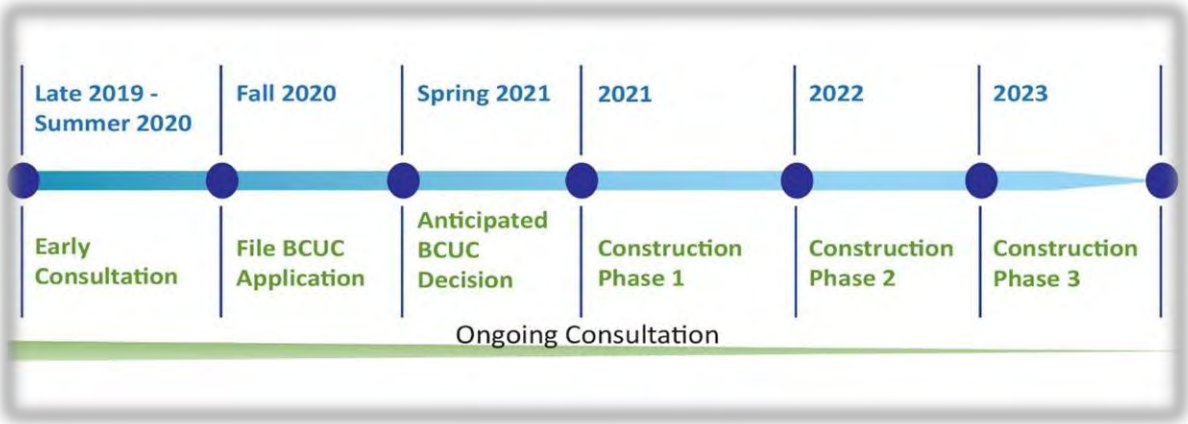 Late 2019 -
Summer 2020
Fall 2020
Spring 2021
2021
2022
2023
Early
Consultation
File BCUC
Application
Anticipated
BCUC
Decision
Construction
Phase 1
Construction
Phase 2
Construction
Phase 3
Ongoing Consultation